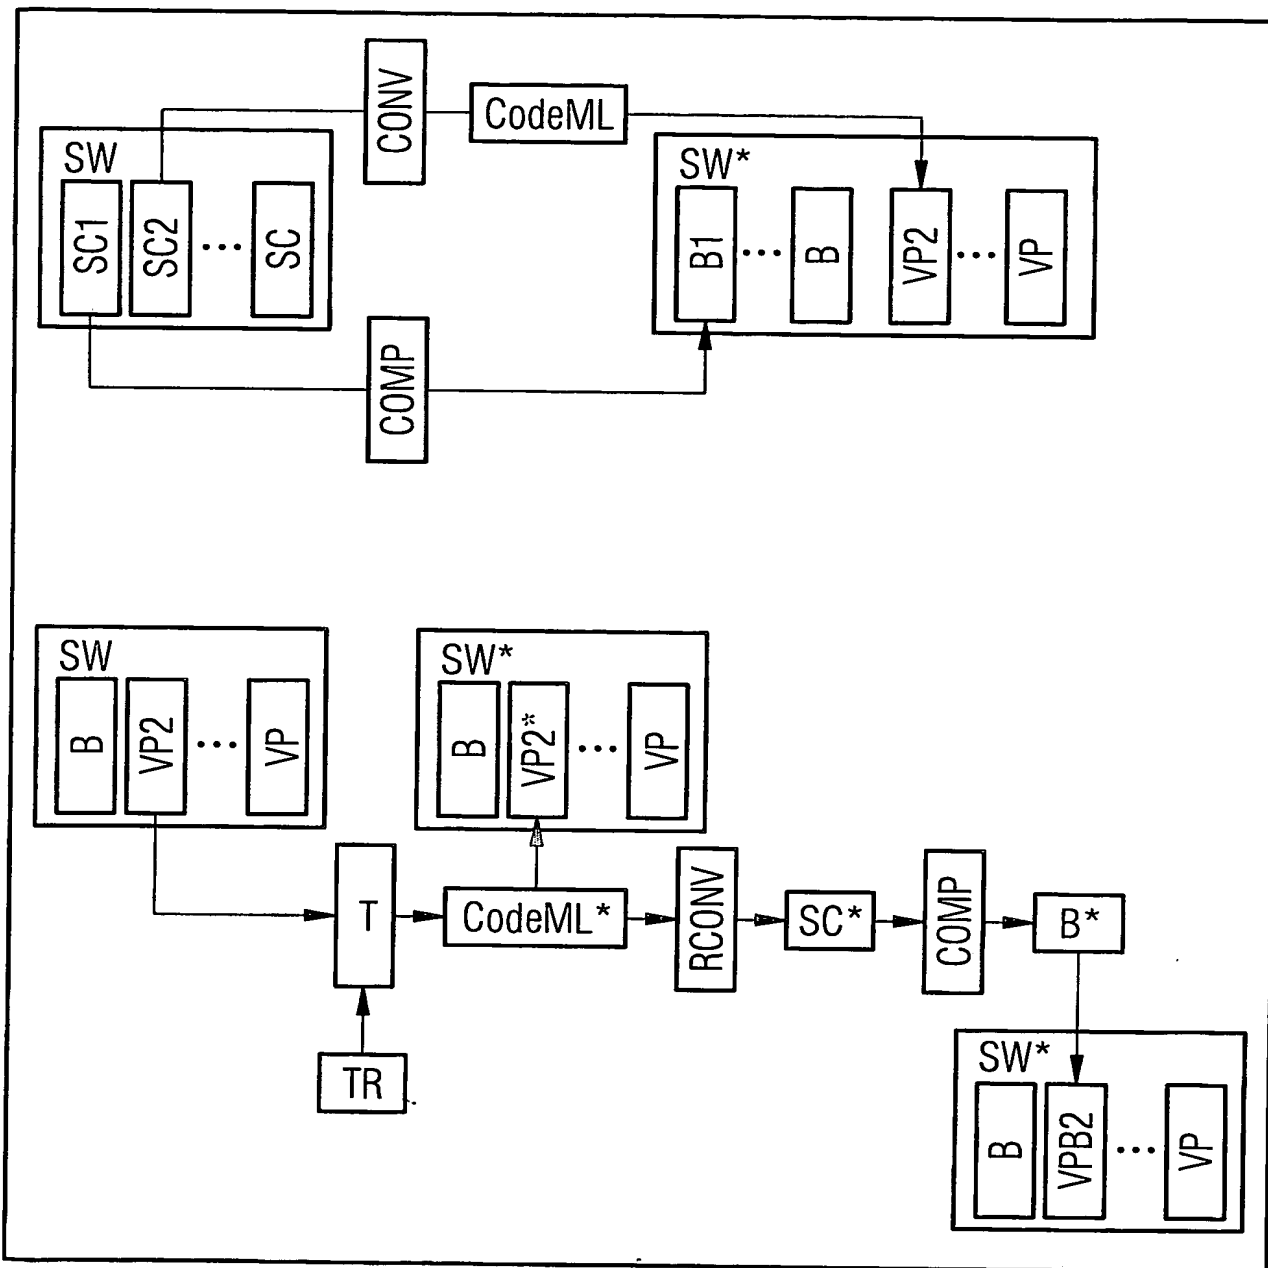 CONV
CodeML
SW
SC1
SC2
...
SC
SW*
B1
...
B
VP2
...
VP
COMP
SW
B
VP2
...
VP
SW*
B
VP2*
...
VP
T
CodeML*
RCONV
SC*
COMP
B*
TR
SW*
B
VPB2
...
VP